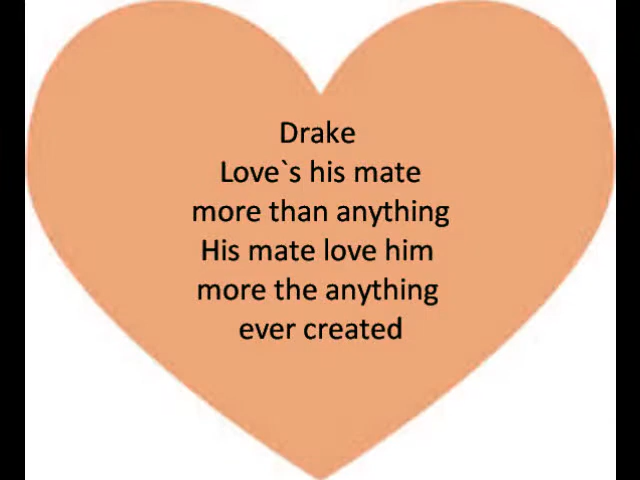 Drake
Love`s his mate
more than anything
His mate love him
more the anything
ever created